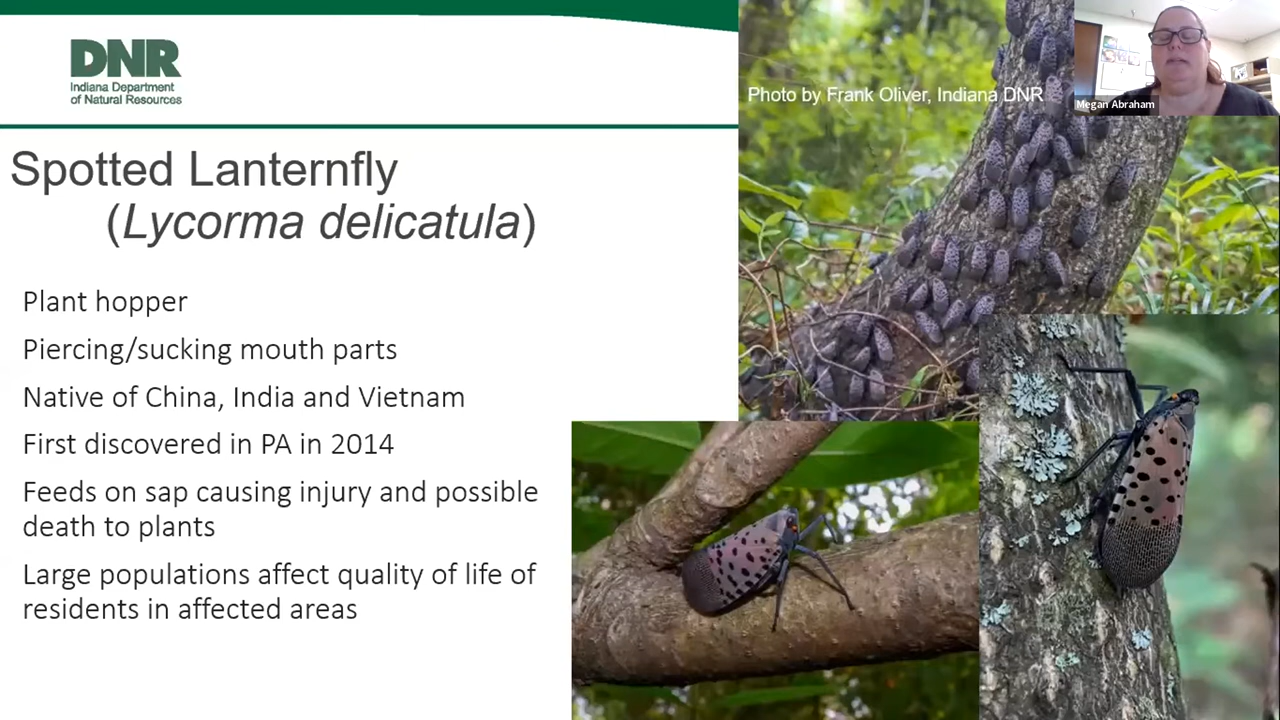 DNR
Indiana Department
of Natural Resources
Photo by Frank Oliver, Indiana DNR
Megan Abraham
Spotted Lanternfly
(Lycorma delicatula)
Plant hopper
Piercing/sucking mouth parts
Native of China, India and Vietnam
First discovered in PA in 2014
Feeds on sap causing injury and possible
death to plants
Large populations affect quality of life of
residents in affected areas